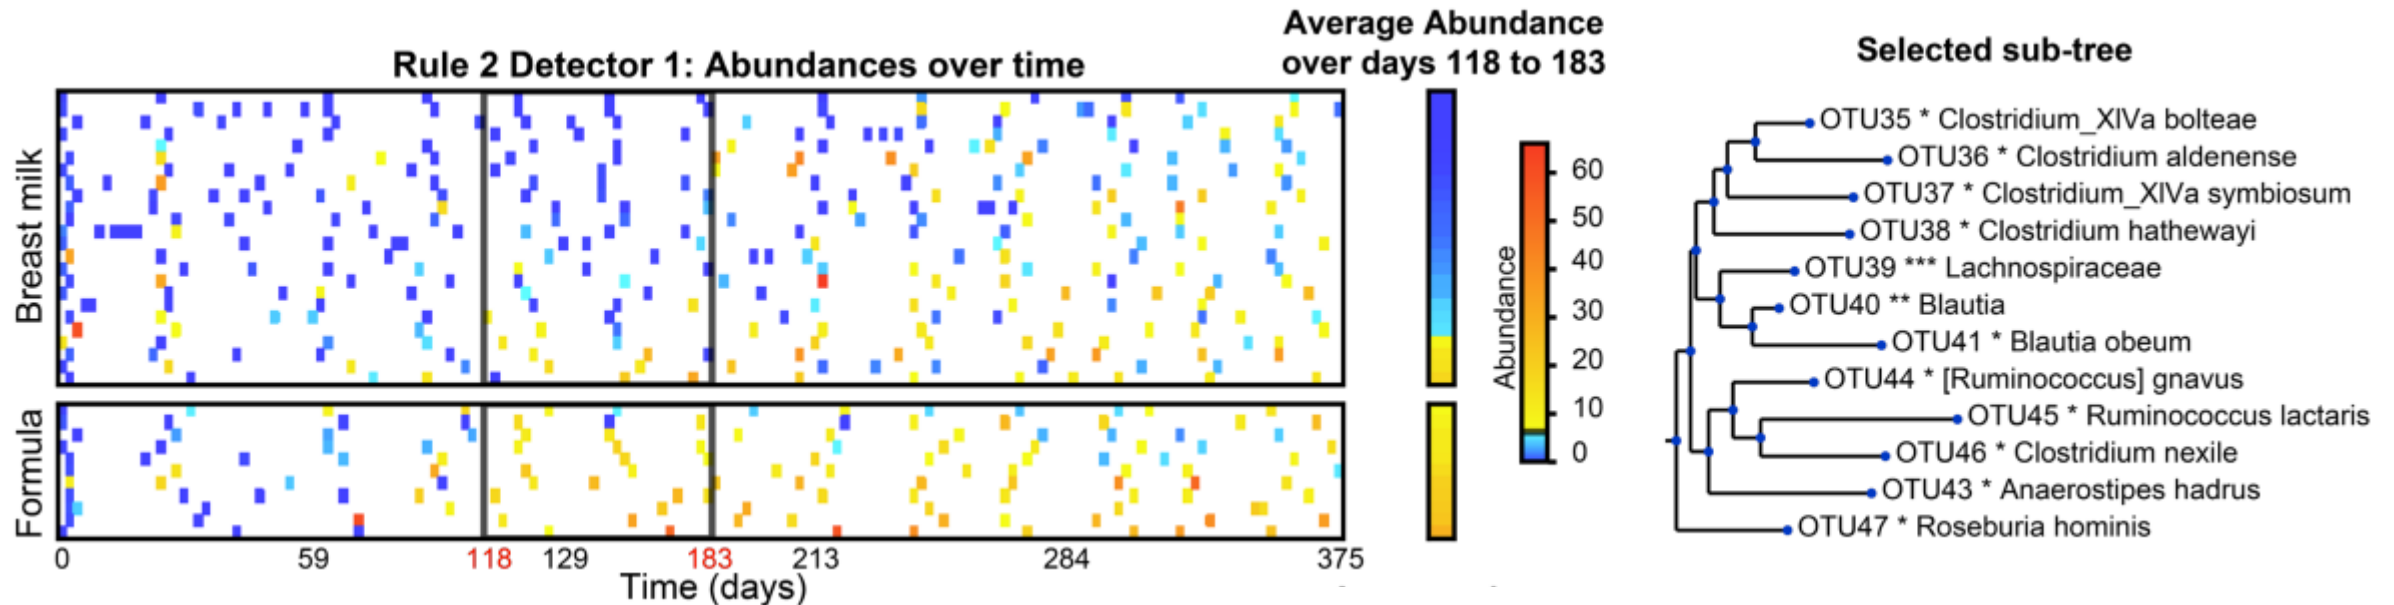 Rule 2 Detector 1: Abundances over time
Average Abundance
over days 118 to 183
Selected sub-tree
Breast milk
Formula
0 59 118 129 183 213 284 375
Time (days)
Abundance
60
50
40
30
20
10
0
OTU35 * Clostridium_XlVa bolteae
OTU36 * Clostridium aldenense
OTU37 * Clostridium_XlVa symbiosum
OTU38 * Clostridium hathewayi
OTU39 *** Lachnospiraceae
OTU40 ** Blautia
OTU41 * Blautia obeum
OTU44 * [Ruminococcus] gnavus
OTU45 * Ruminococcus lactaris
OTU46 * Clostridium nexile
OTU43 * Anaerostipes hadrus
OTU47 * Roseburia hominis